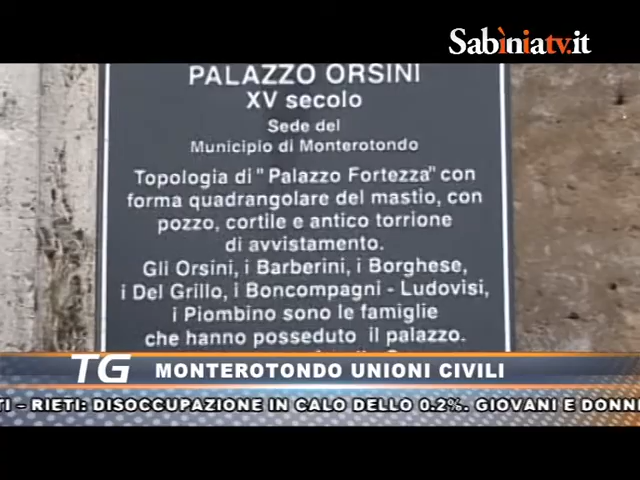 Sabìniatv.it
PALAZZO ORSINI
XV secolo
Sede del
Municipio di Monterotondo
Topologia di "Palazzo Fortezza" con
forma quadrangolare del mastio, con
pozzo, cortile e antico torrione
di avvistamento.
Gli Orsini, i Barberini, i Borghese,
i Del Grillo, i Boncompagni - Ludovisi,
i Piombino sono le famiglie
che hanno posseduto il palazzo.
TG MONTEROTONDO UNIONI CIVILI
TI – RIETI: DISOCCUPAZIONE IN CALO DELLO 0.2%. GIOVANI E DONNE